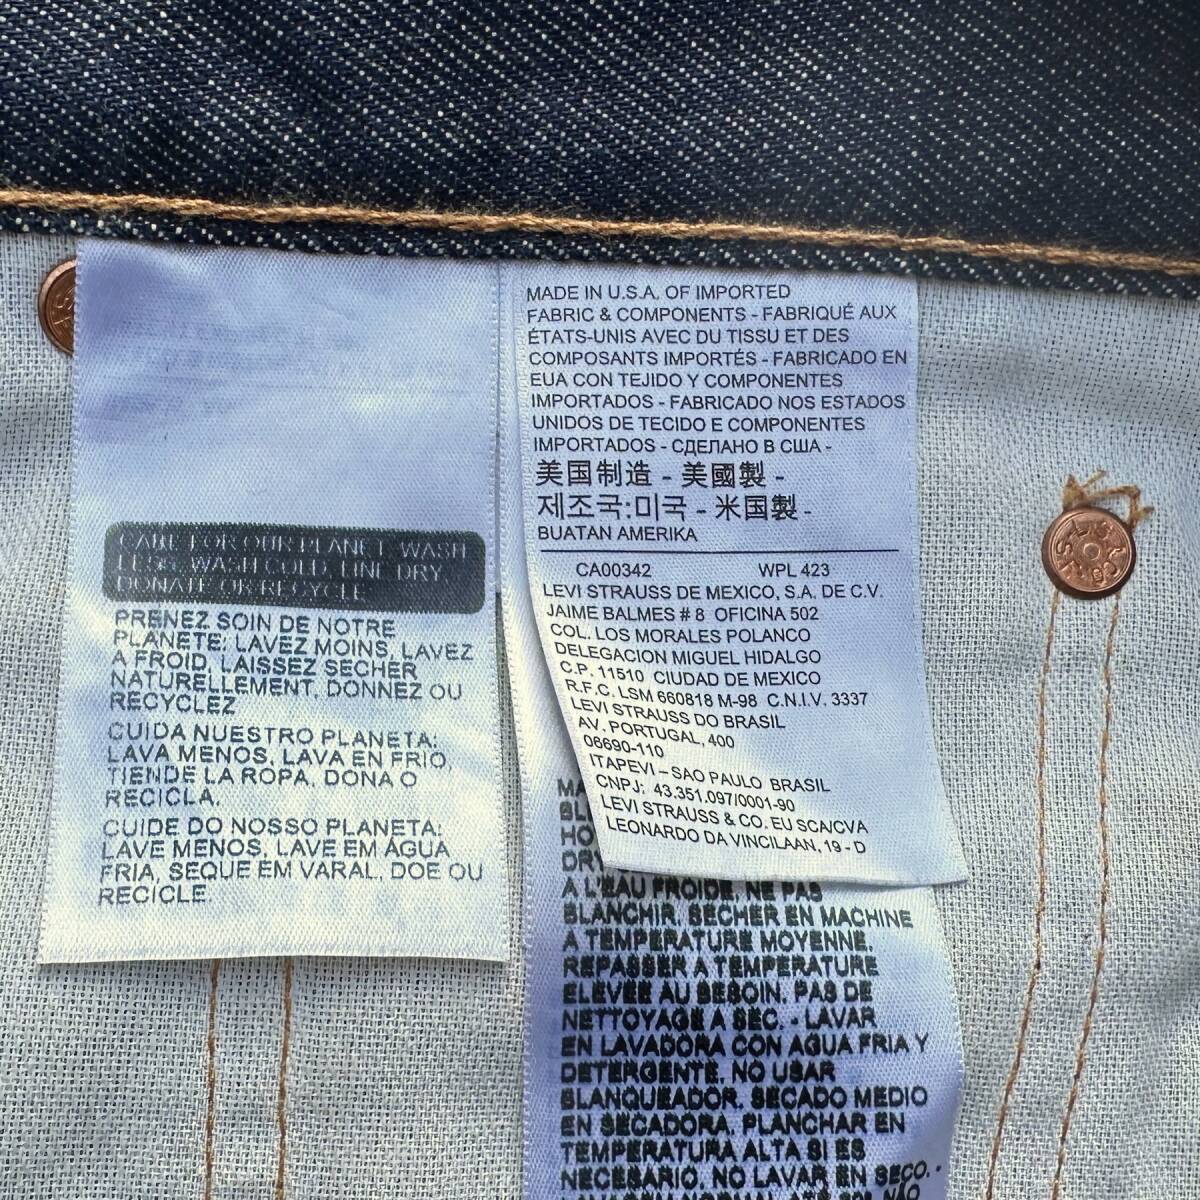 CARE FOR OUR PLANET: WASH
LESS, WASH COLD, LINE DRY,
DONATE OR RECYCLE
PRENEZ SOIN DE NOTRE
PLANETE: LAVEZ MOINS, LAVEZ
A FROID, LAISSEZ SECHER
NATURELLEMENT, DONNEZ OU
RECYCLEZ
CUIDA NUESTRO PLANETA:
LAVA MENOS, LAVA EN FRIO,
TIENDE LA ROPA, DONA O
RECICLA.
CUIDE DO NOSSO PLANETA:
LAVE MENOS, LAVE EM ÁGUA
FRIA, SEQUE EM VARAL, DOE OU
RECICLE.
MADE IN U.S.A. OF IMPORTED
FABRIC & COMPONENTS - FABRIQUÉ AUX
ÉTATS-UNIS AVEC DU TISSU ET DES
COMPOSANTS IMPORTÉS - FABRICADO EN
EUA CON TEJIDO Y COMPONENTES
IMPORTADOS - FABRICADO NOS ESTADOS
UNIDOS DE TECIDO E COMPONENTES
IMPORTADOS - СДЕЛАНО В США -
美国制造 - 美國製 -
제조국:미국 - 米国製 -
BUATAN AMERIKA
CA00342 WPL 423
LEVI STRAUSS DE MEXICO, S.A. DE C.V.
JAIME BALMES # 8 OFICINA 502
COL. LOS MORALES POLANCO
DELEGACION MIGUEL HIDALGO
C.P. 11510 CIUDAD DE MEXICO
R.F.C. LSM 660818 M-98 C.N.I.V. 3337
LEVI STRAUSS DO BRASIL
AV. PORTUGAL, 400
06690-110
ITAPEVI – SAO PAULO BRASIL
CNPJ: 43.351.097/0001-90
LEVI STRAUSS & CO. EU SCA/CVA
LEONARDO DA VINCILAAN, 19 - D
MA
BL
HO
DRY
A L'EAU FROIDE, NE PAS
BLANCHIR, SECHER EN MACHINE
A TEMPERATURE MOYENNE,
REPASSER A TEMPERATURE
ELEVEE AU BESOIN, PAS DE
NETTOYAGE A SEC. - LAVAR
EN LAVADORA CON AGUA FRIA Y
DETERGENTE, NO USAR
BLANQUEADOR, SECADO MEDIO
EN SECADORA, PLANCHAR EN
TEMPERATURA ALTA SI ES
NECESARIO, NO LAVAR EN SECO. -